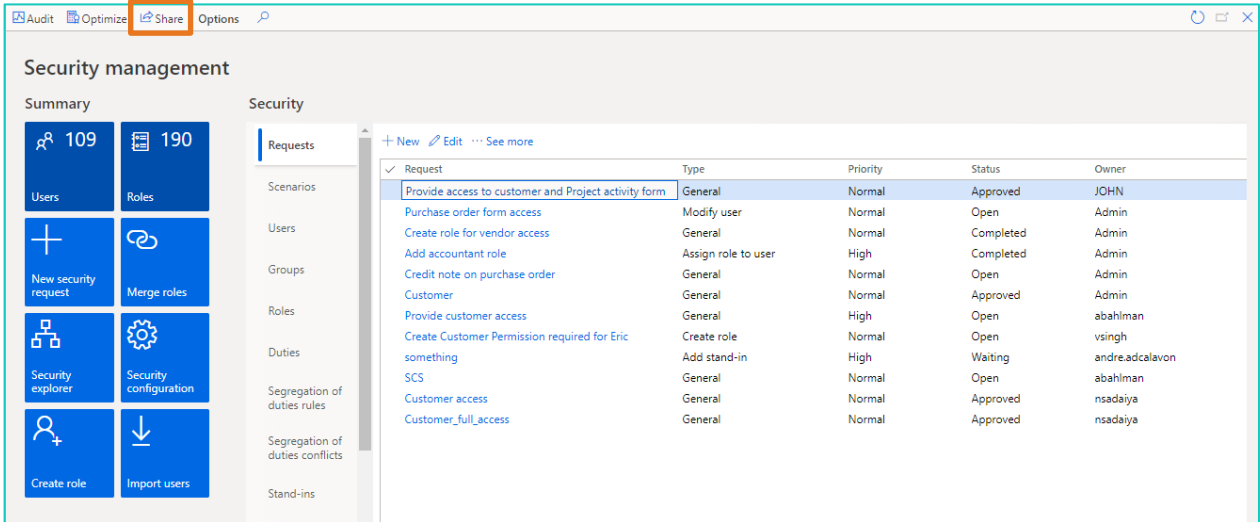 Audit Optimize Share Options
Security management
Summary
109
Users
190
Roles
New security
request
Merge roles
Security
explorer
Security
configuration
Create role
Import users
Security
Requests
Scenarios
Users
Groups
Roles
Duties
Segregation of
duties rules
Segregation of
duties conflicts
Stand-ins
New Edit ··· See more
Request Type Priority Status Owner
Provide access to customer and Project activity form General Normal Approved JOHN
Purchase order form access Modify user Normal Open Admin
Create role for vendor access General Normal Completed Admin
Add accountant role Assign role to user High Completed Admin
Credit note on purchase order General Normal Open Admin
Customer General Normal Approved Admin
Provide customer access General High Open abahlman
Create Customer Permission required for Eric Create role Normal Open vsingh
something Add stand-in High Waiting andre.adcalavon
SCS General Normal Open abahlman
Customer access General Normal Approved nsadaiya
Customer_full_access General Normal Approved nsadaiya